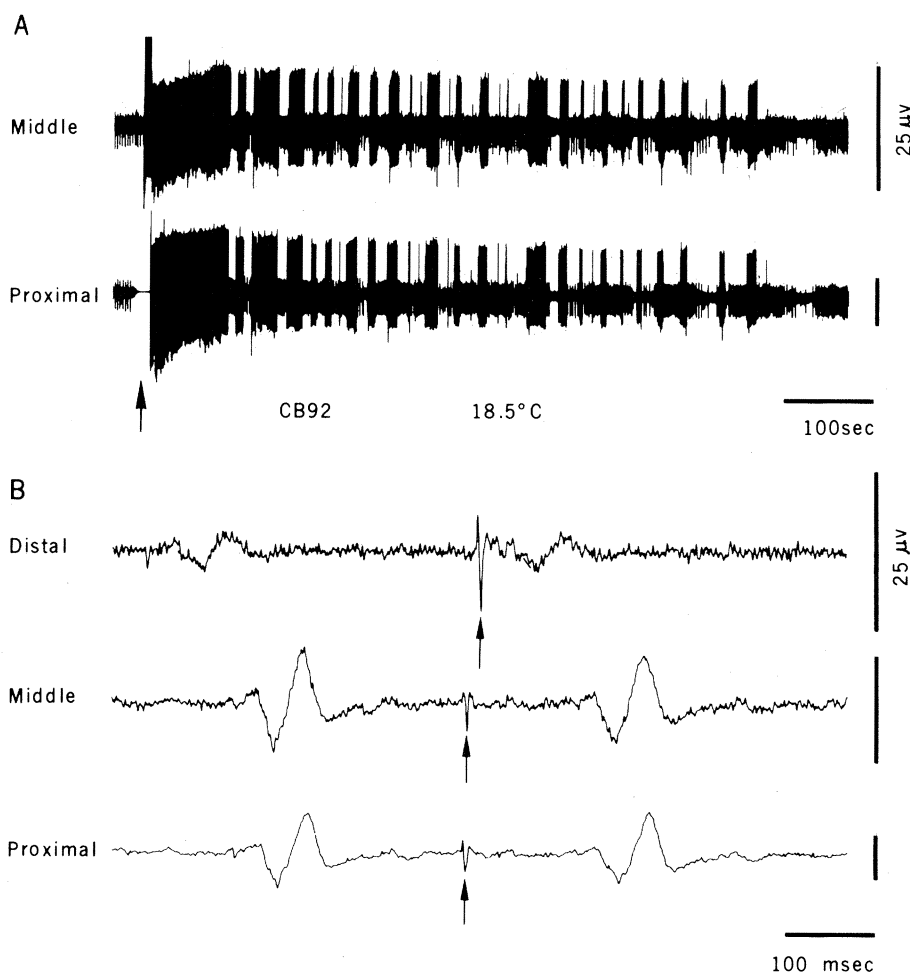 A
Middle
25 μv
Proximal
CB92 18.5°C
100sec
B
Distal
25 μv
Middle
Proximal
100 msec